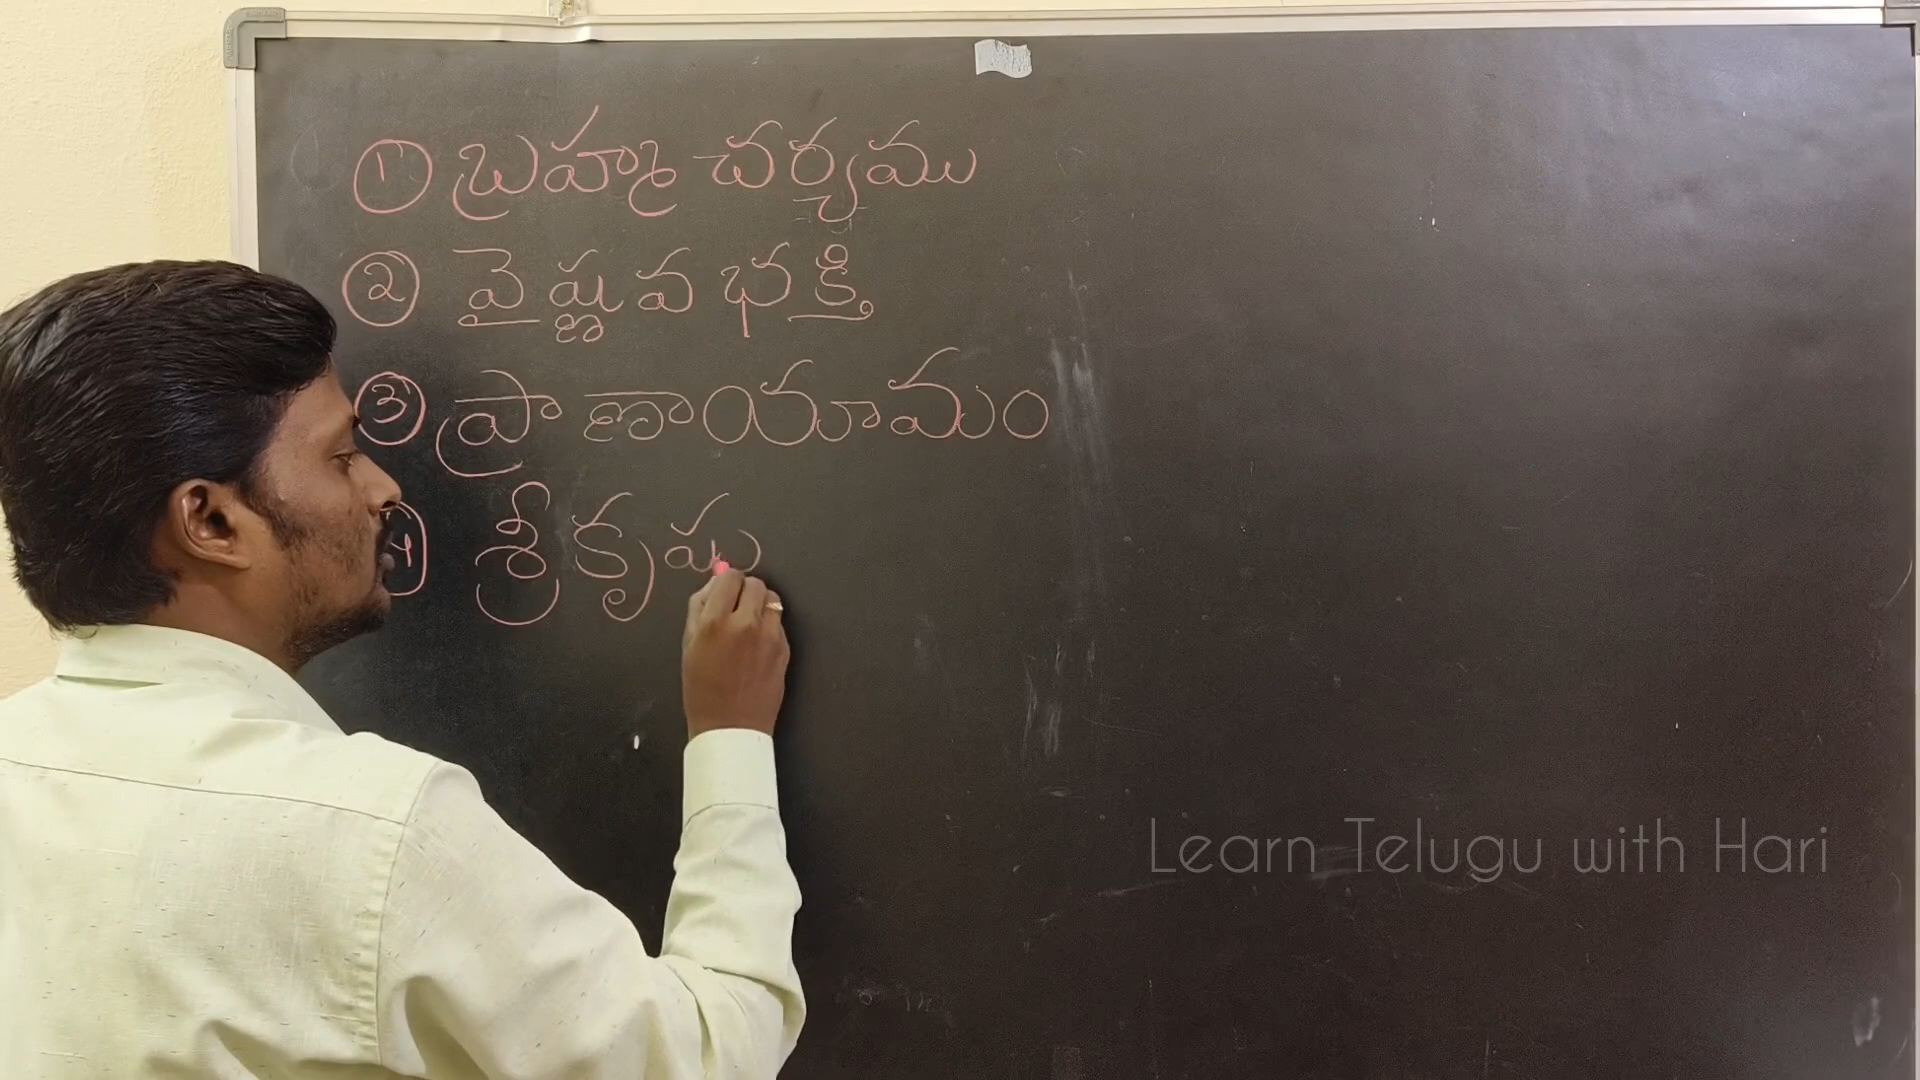 ① బ్రహ్మచర్యము
② వైష్ణవ భక్తి
③ ప్రాణాయామం
4 శ్రీకృష
Learn Telugu with Hari